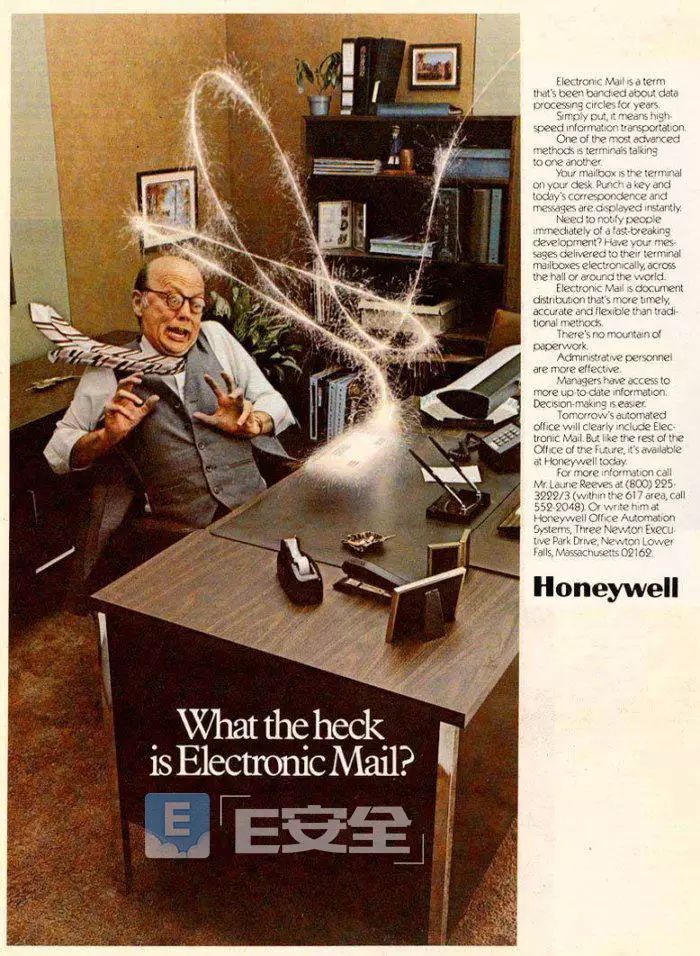 Electronic Mail is a term
that's been bandied about data
processing circles for years.
Simply put, it means high-
speed information transportation.
One of the most advanced
methods is terminals talking
to one another.
Your mailbox is the terminal
on your desk. Punch a key and
today's correspondence and
messages are displayed instantly.
Need to notify people
immediately of a fast-breaking
development? Have your mes-
sages delivered to their terminal
mailboxes electronically, across
the hall or around the world.
Electronic Mail is document
distribution that's more timely,
accurate and flexible than tradi-
tional methods.
There's no mountain of
paperwork.
Administrative personnel
are more effective.
Managers have access to
more up-to-date information.
Decision-making is easier.
Tomorrow's automated
office will clearly include Elec-
tronic Mail. But like the rest of the
Office of the Future, it's available
at Honeywell today.
For more information call
Mr. Laurie Reeves at (800) 225-
3222/3 (within the 617 area, call
552-2048). Or write him at
Honeywell Office Automation
Systems, Three Newton Execu-
tive Park Drive, Newton Lower
Falls, Massachusetts 02162.
Honeywell
What the heck
is Electronic Mail?
E E安全